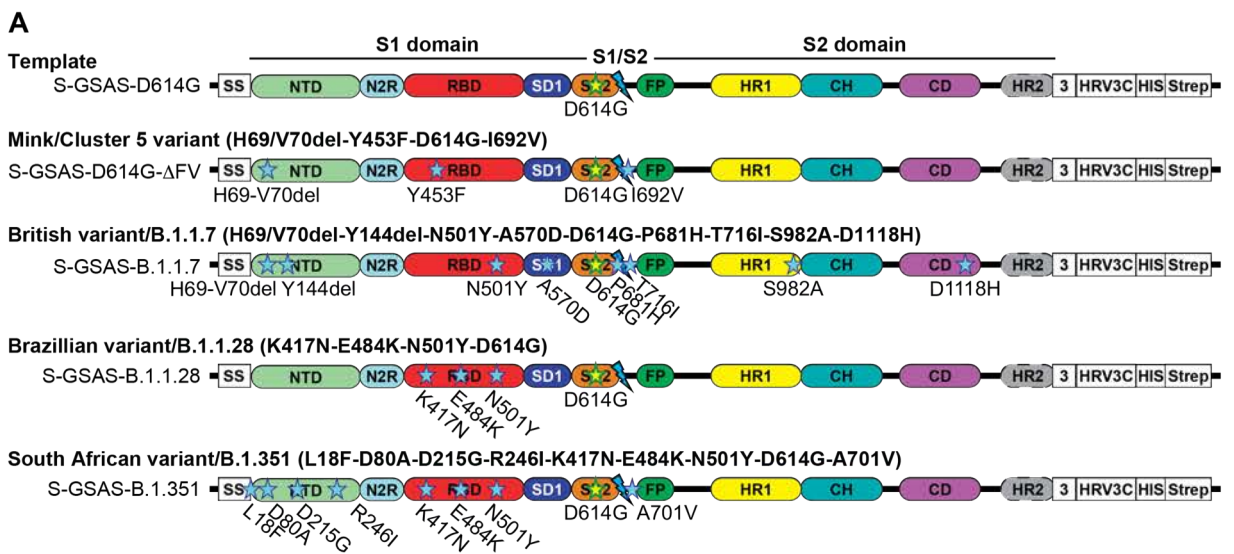 A
S1 domain S1/S2 S2 domain
Template
S-GSAS-D614G SS NTD N2R RBD SD1 SD2 FP HR1 CH CD HR2 3 HRV3C HIS Strep
D614G
Mink/Cluster 5 variant (H69/V70del-Y453F-D614G-I692V)
S-GSAS-D614G-ΔFV SS NTD N2R RBD SD1 SD2 FP HR1 CH CD HR2 3 HRV3C HIS Strep
H69-V70del Y453F D614G I692V
British variant/B.1.1.7 (H69/V70del-Y144del-N501Y-A570D-D614G-P681H-T716I-S982A-D1118H)
S-GSAS-B.1.1.7 SS NTD N2R RBD SD1 SD2 FP HR1 CH CD HR2 3 HRV3C HIS Strep
H69-V70del Y144del N501Y A570D D614G P681H T716I S982A D1118H
Brazillian variant/B.1.1.28 (K417N-E484K-N501Y-D614G)
S-GSAS-B.1.1.28 SS NTD N2R RBD SD1 SD2 FP HR1 CH CD HR2 3 HRV3C HIS Strep
K417N E484K N501Y D614G
South African variant/B.1.351 (L18F-D80A-D215G-R246I-K417N-E484K-N501Y-D614G-A701V)
S-GSAS-B.1.351 SS NTD N2R RBD SD1 SD2 FP HR1 CH CD HR2 3 HRV3C HIS Strep
L18F D80A D215G R246I K417N E484K N501Y D614G A701V